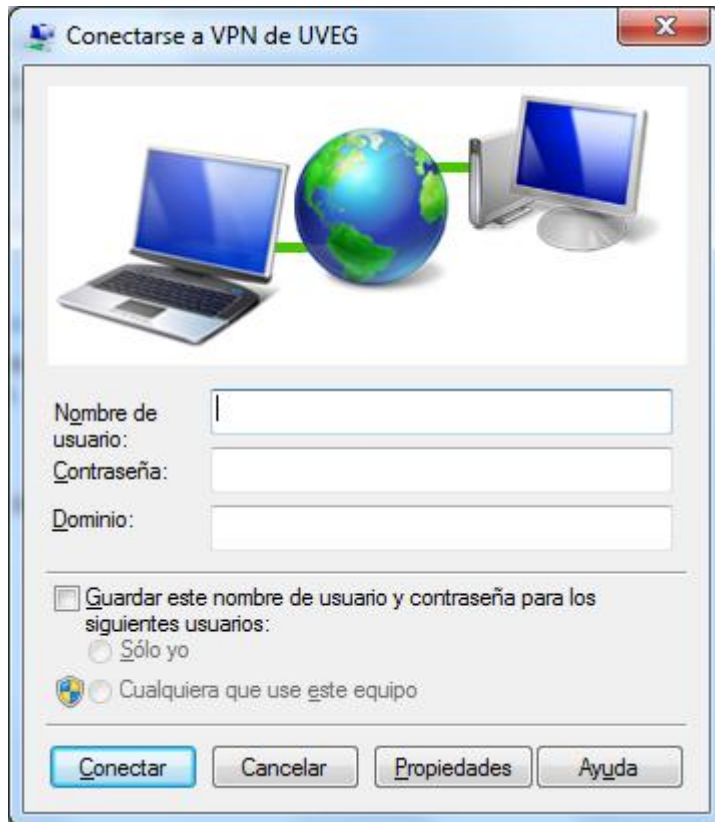 Conectarse a VPN de UVEG
Nombre de
usuario:
Contraseña:
Dominio:
Guardar este nombre de usuario y contraseña para los
siguientes usuarios:
Sólo yo
Cualquiera que use este equipo
Conectar Cancelar Propiedades Ayuda